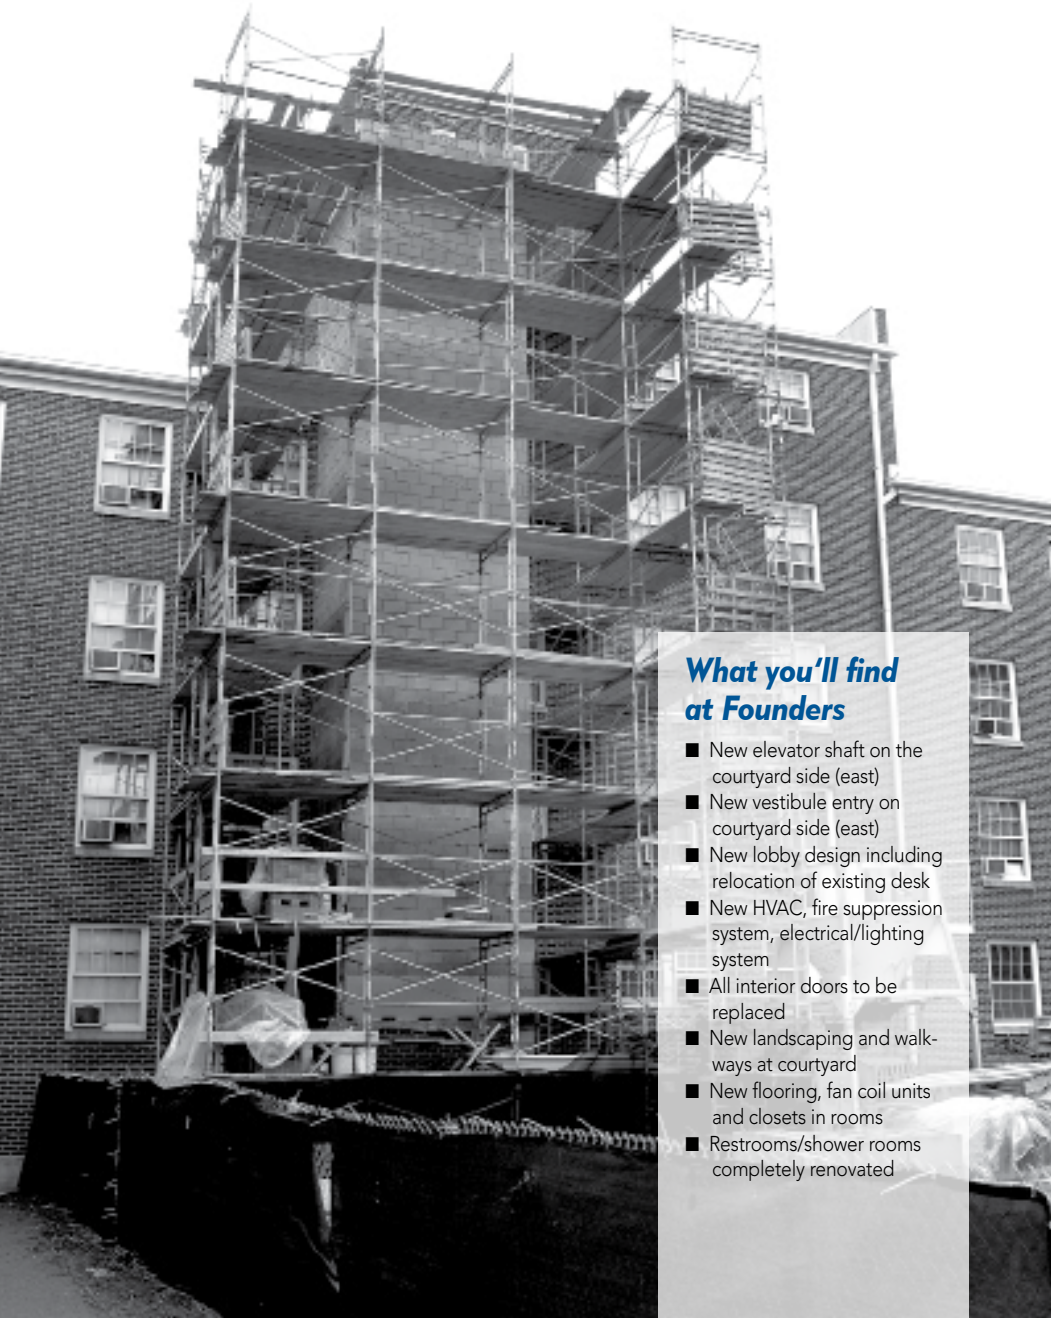 What you‘ll find
at Founders
■ New elevator shaft on the
courtyard side (east)
■ New vestibule entry on
courtyard side (east)
■ New lobby design including
relocation of existing desk
■ New HVAC, fire suppression
system, electrical/lighting
system
■ All interior doors to be
replaced
■ New landscaping and walk-
ways at courtyard
■ New flooring, fan coil units
and closets in rooms
■ Restrooms/shower rooms
completely renovated